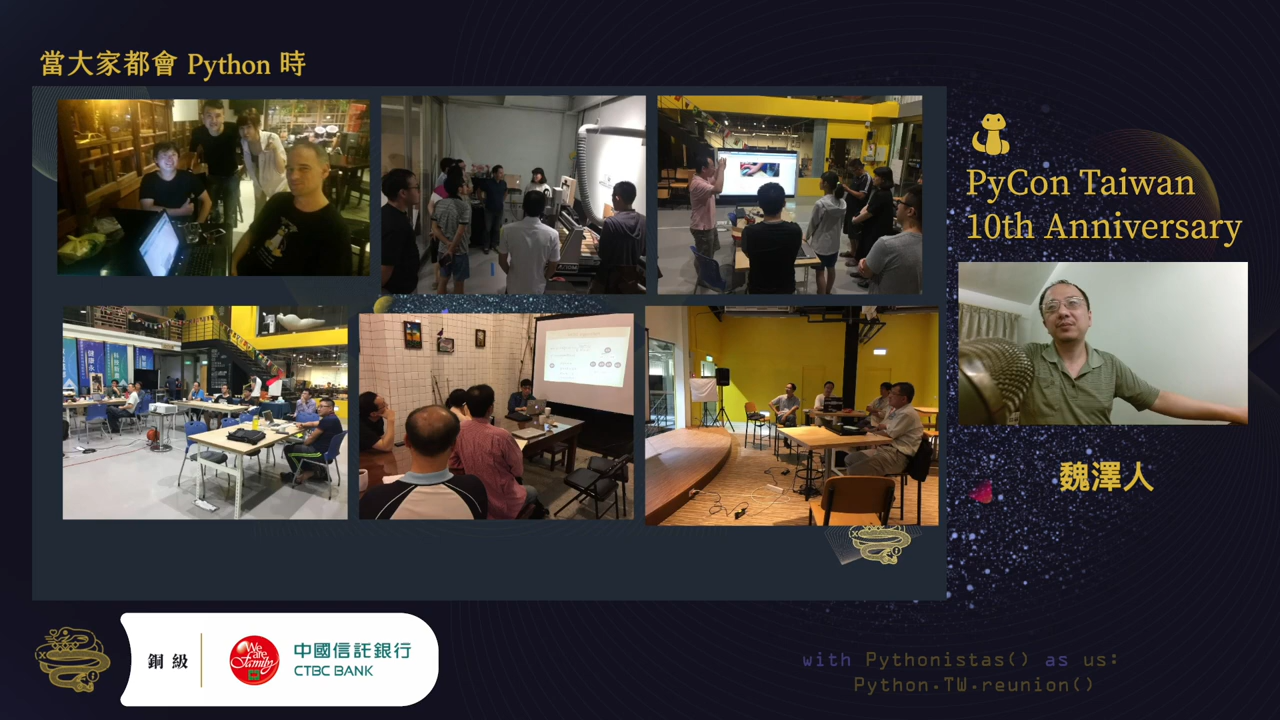 當大家都會 Python 時
PyCon Taiwan
10th Anniversary
魏澤人
銅級
We are Family
中國信託銀行
CTBC BANK
with Pythonistas() as us:
Python.TW.reunion()